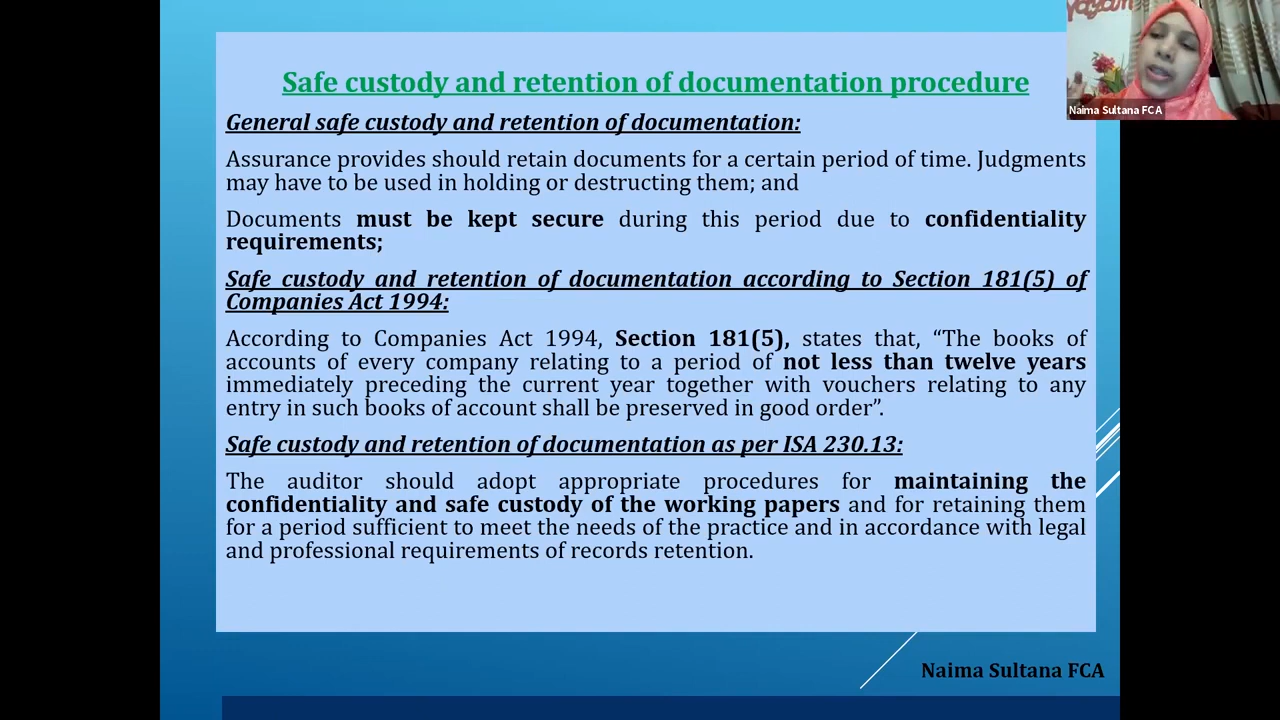 Safe custody and retention of documentation procedure
General safe custody and retention of documentation:
Assurance provides should retain documents for a certain period of time. Judgments
may have to be used in holding or destructing them; and
Documents must be kept secure during this period due to confidentiality
requirements;
Safe custody and retention of documentation according to Section 181(5) of
Companies Act 1994:
According to Companies Act 1994, Section 181(5), states that, “The books of
accounts of every company relating to a period of not less than twelve years
immediately preceding the current year together with vouchers relating to any
entry in such books of account shall be preserved in good order”.
Safe custody and retention of documentation as per ISA 230.13:
The auditor should adopt appropriate procedures for maintaining the
confidentiality and safe custody of the working papers and for retaining them
for a period sufficient to meet the needs of the practice and in accordance with legal
and professional requirements of records retention.
Naima Sultana FCA
Naima Sultana FCA